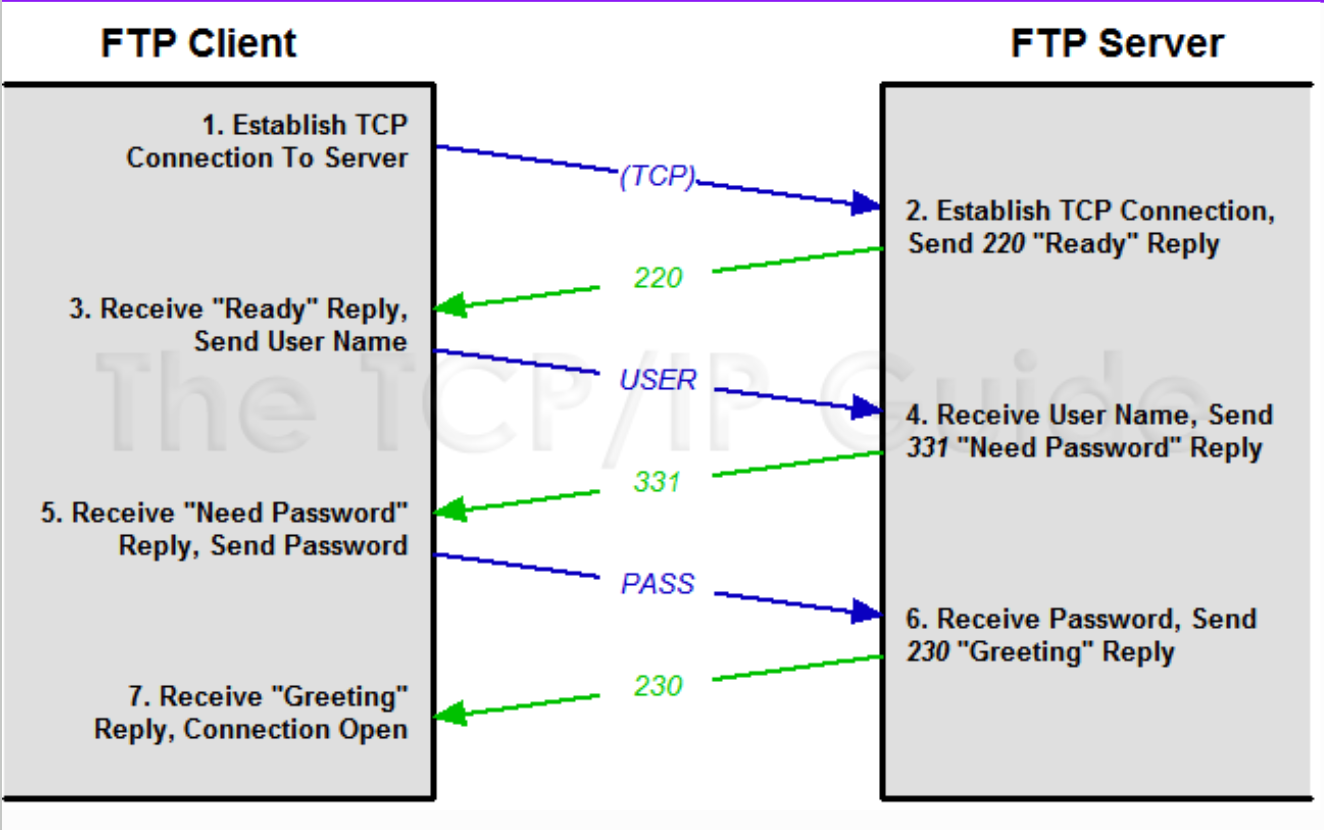 FTP Client
FTP Server
1. Establish TCP
Connection To Server
(TCP)
2. Establish TCP Connection,
Send 220 "Ready" Reply
220
3. Receive "Ready" Reply,
Send User Name
USER
The TCP/IP Guide
4. Receive User Name, Send
331 "Need Password" Reply
331
5. Receive "Need Password"
Reply, Send Password
PASS
6. Receive Password, Send
230 "Greeting" Reply
230
7. Receive "Greeting"
Reply, Connection Open